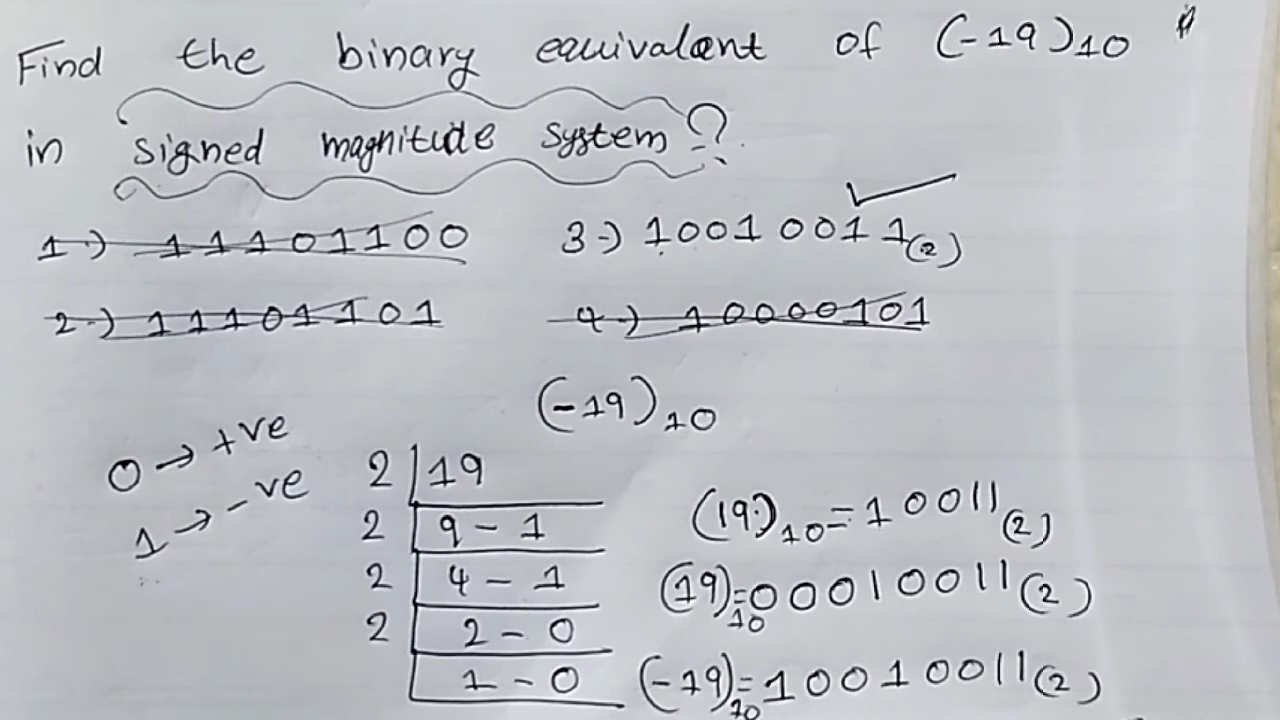 Find the binary equivalent of (-19)10
in signed magnitude system?
1·) 11101100 3·) 10010011(2)
2·) 11101101 4·) 10000101
(-19)10
0 → +ve
1 → -ve
2 | 19
2 | 9 - 1
2 | 4 - 1
2 | 2 - 0
1 - 0
(19)10 = 10011(2)
(19)10 = 00010011(2)
(-19)10 = 10010011(2)